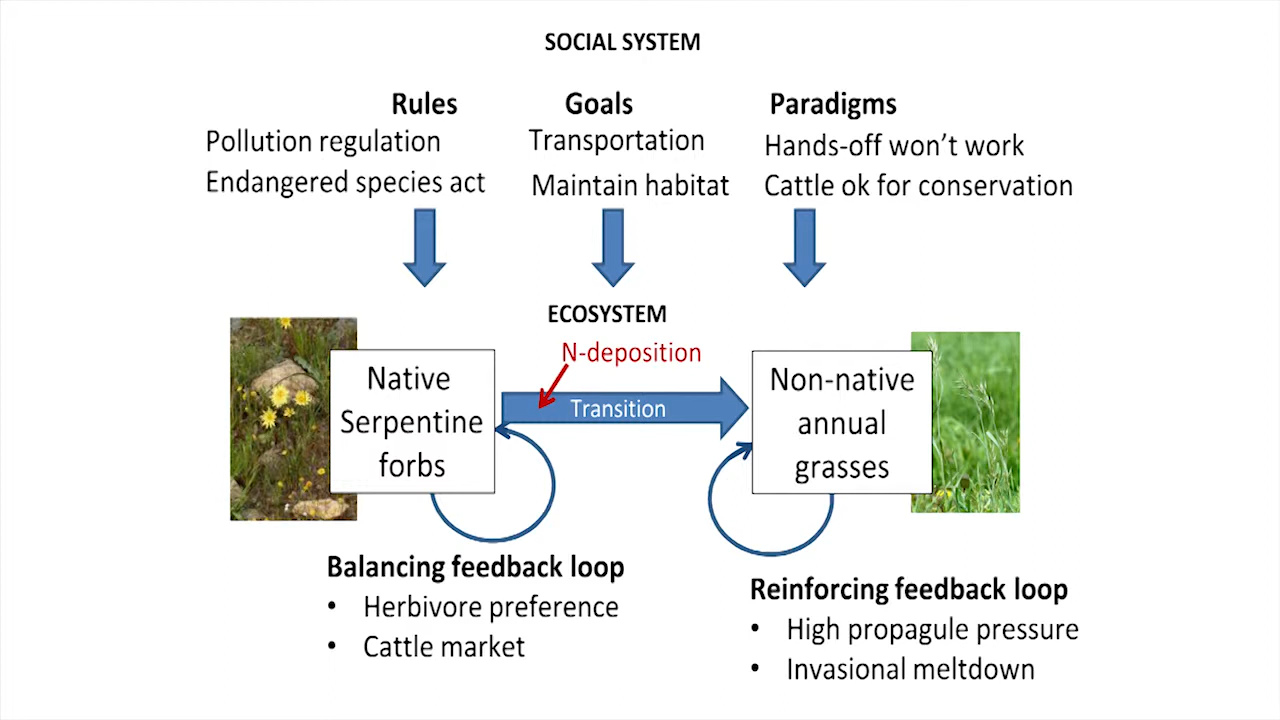 SOCIAL SYSTEM
Rules
Pollution regulation
Endangered species act
Goals
Transportation
Maintain habitat
Paradigms
Hands-off won’t work
Cattle ok for conservation
ECOSYSTEM
N-deposition
Native
Serpentine
forbs
Transition
Non-native
annual
grasses
Balancing feedback loop
• Herbivore preference
• Cattle market
Reinforcing feedback loop
• High propagule pressure
• Invasional meltdown